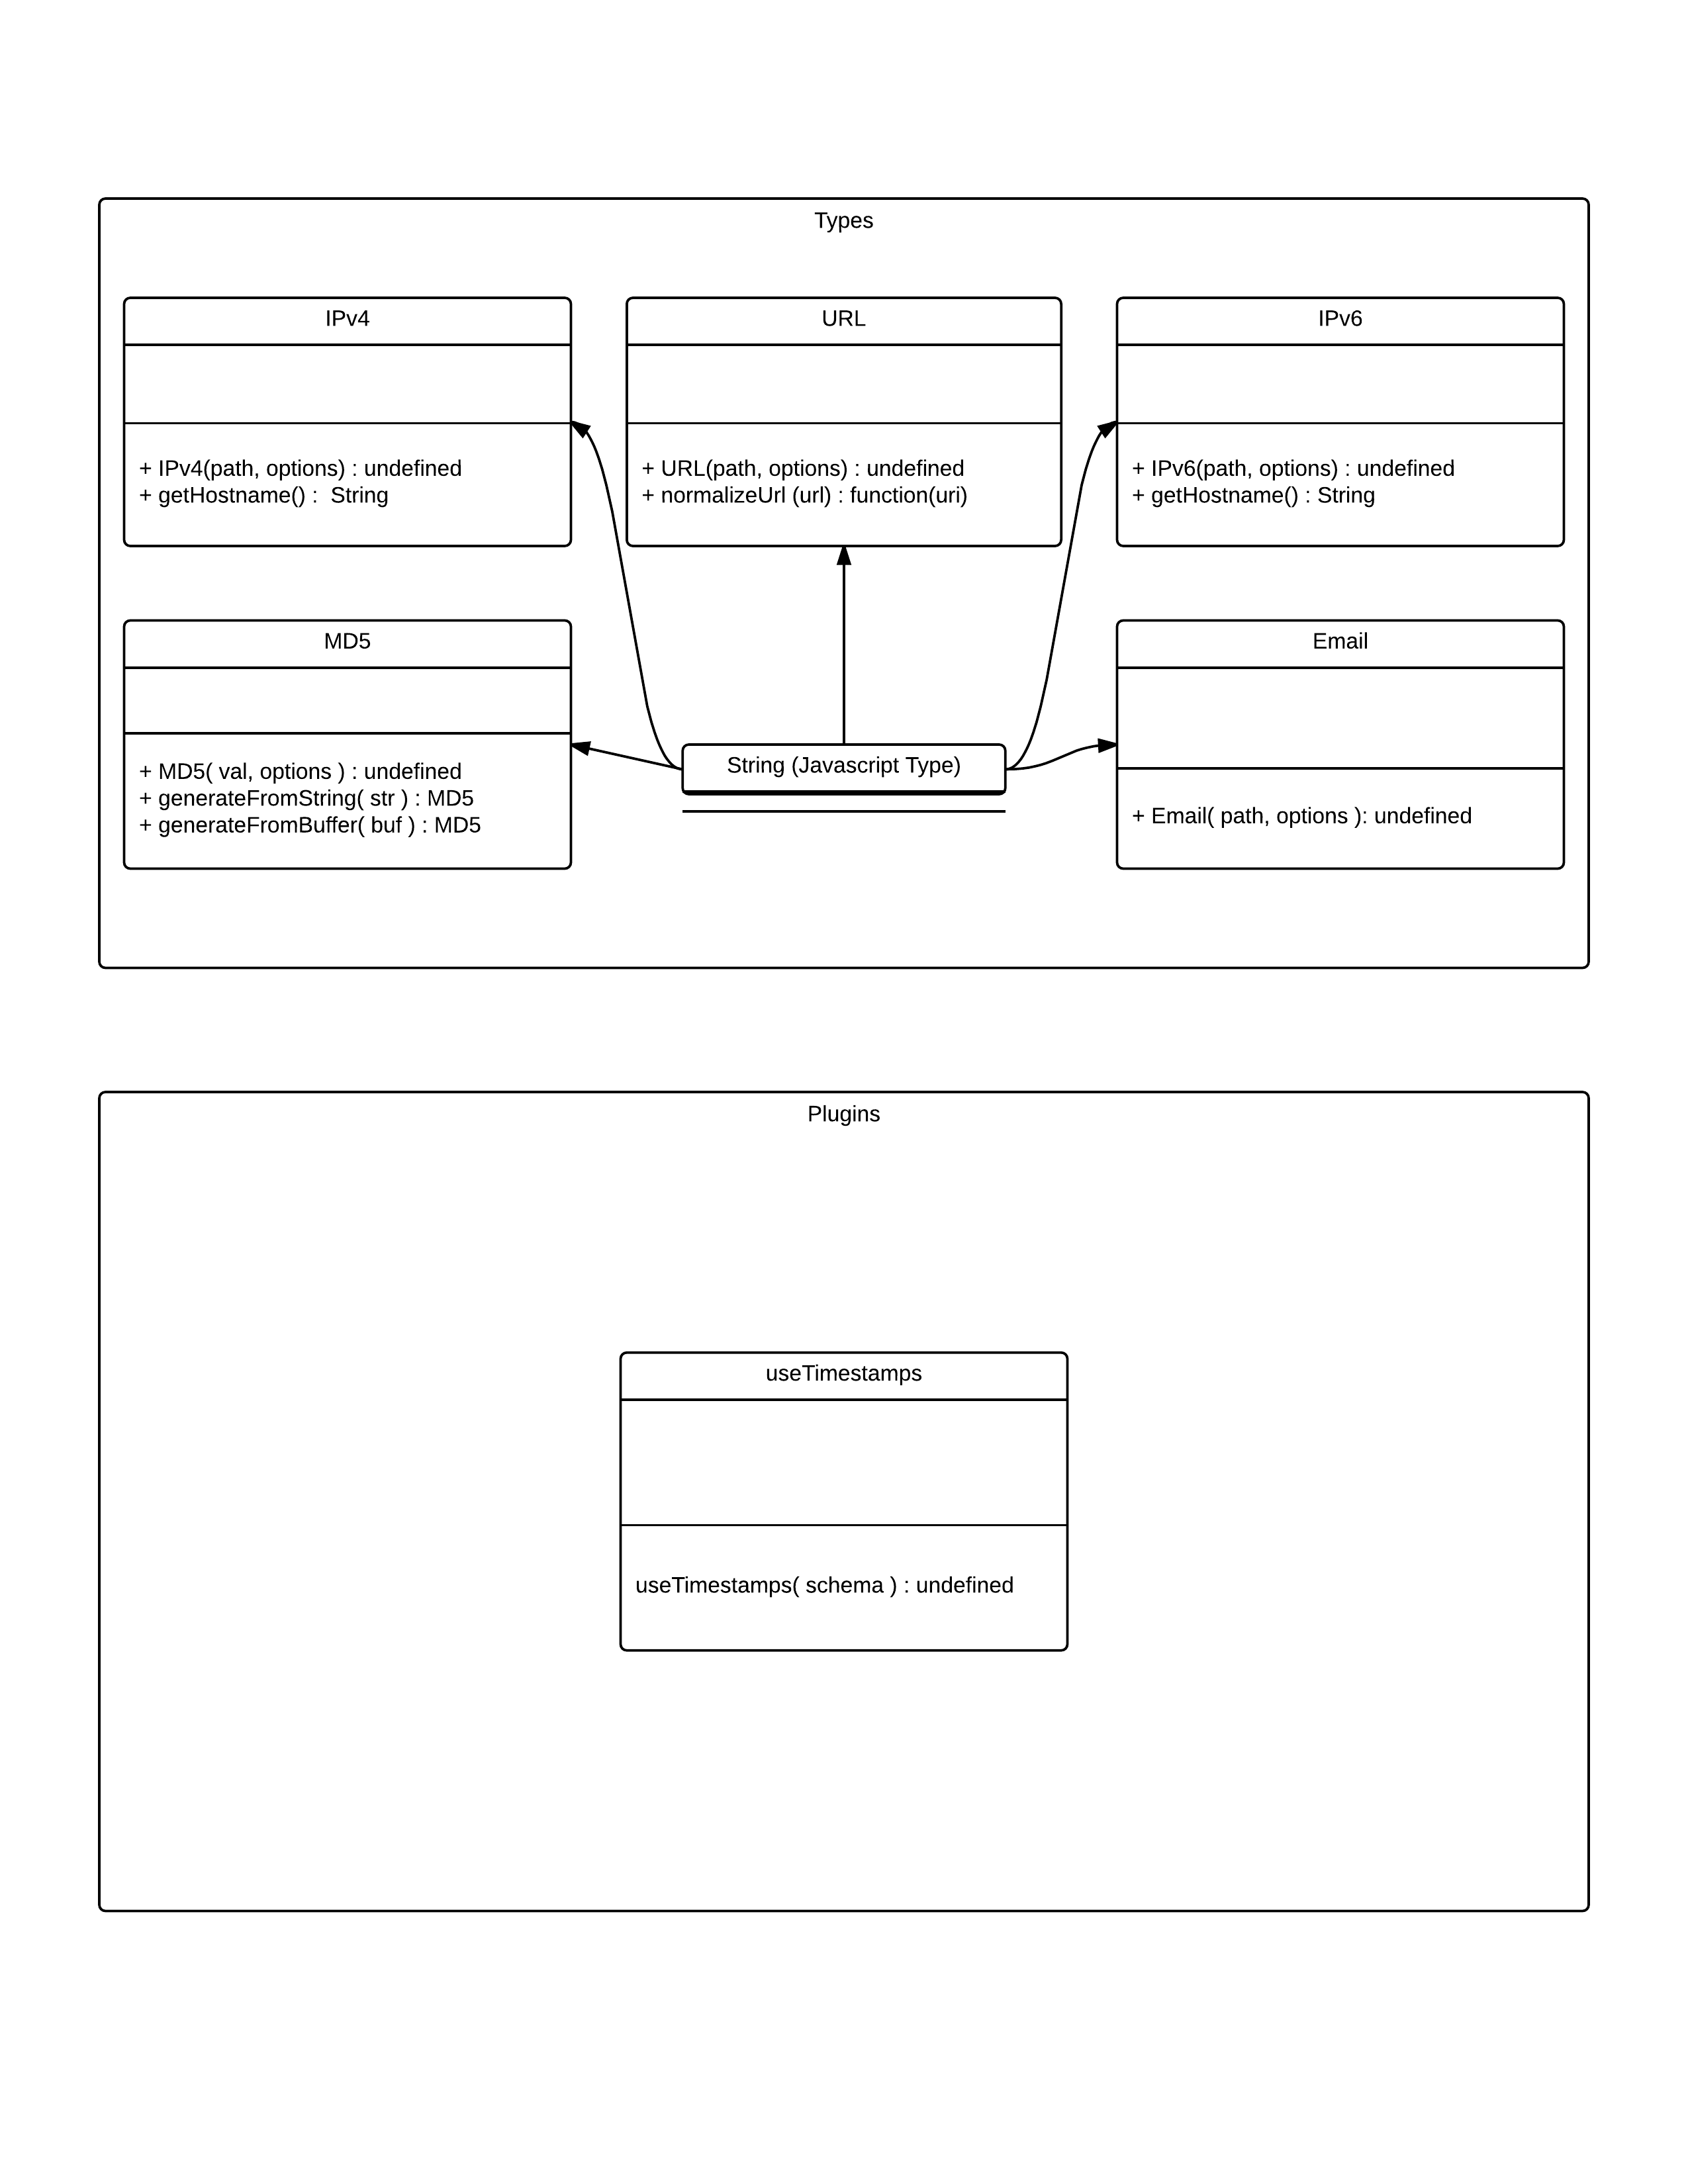 Types
IPv4
+ IPv4(path, options) : undefined
+ getHostname() :  String
URL
+ URL(path, options) : undefined
+ normalizeUrl (url) : function(uri)
IPv6
+ IPv6(path, options) : undefined
+ getHostname() : String
MD5
+ MD5( val, options ) : undefined
+ generateFromString( str ) : MD5
+ generateFromBuffer( buf ) : MD5
String (Javascript Type)
Email
+ Email( path, options ): undefined
Plugins
useTimestamps
useTimestamps( schema ) : undefined